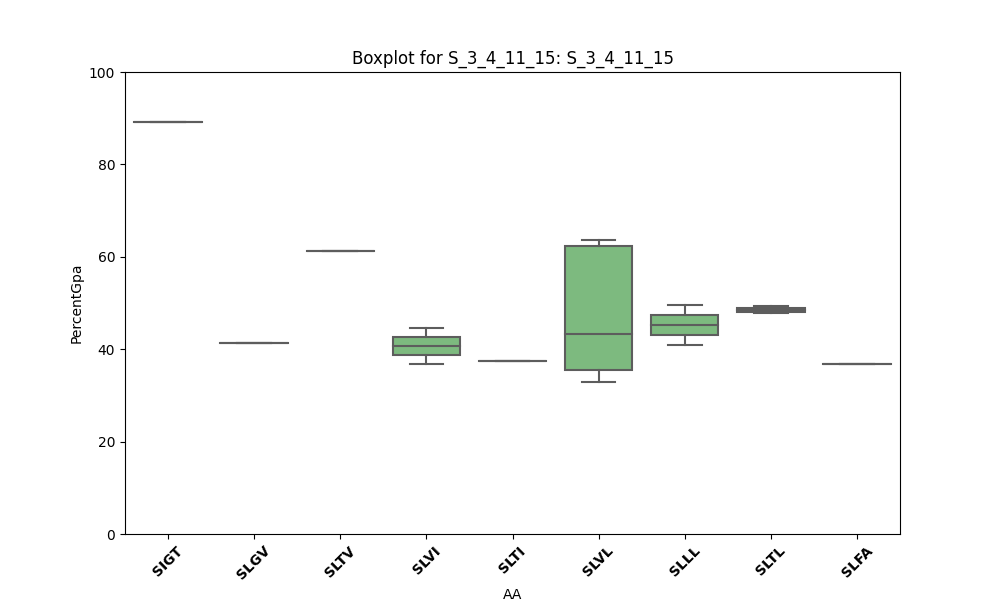 Boxplot for S_3_4_11_15: S_3_4_11_15
100
80
60
40
20
0
PercentGpa
SIGT
SLGV
SLTV
SLVI
SLTI
SLVL
SLLL
SLTL
SLFA
AA